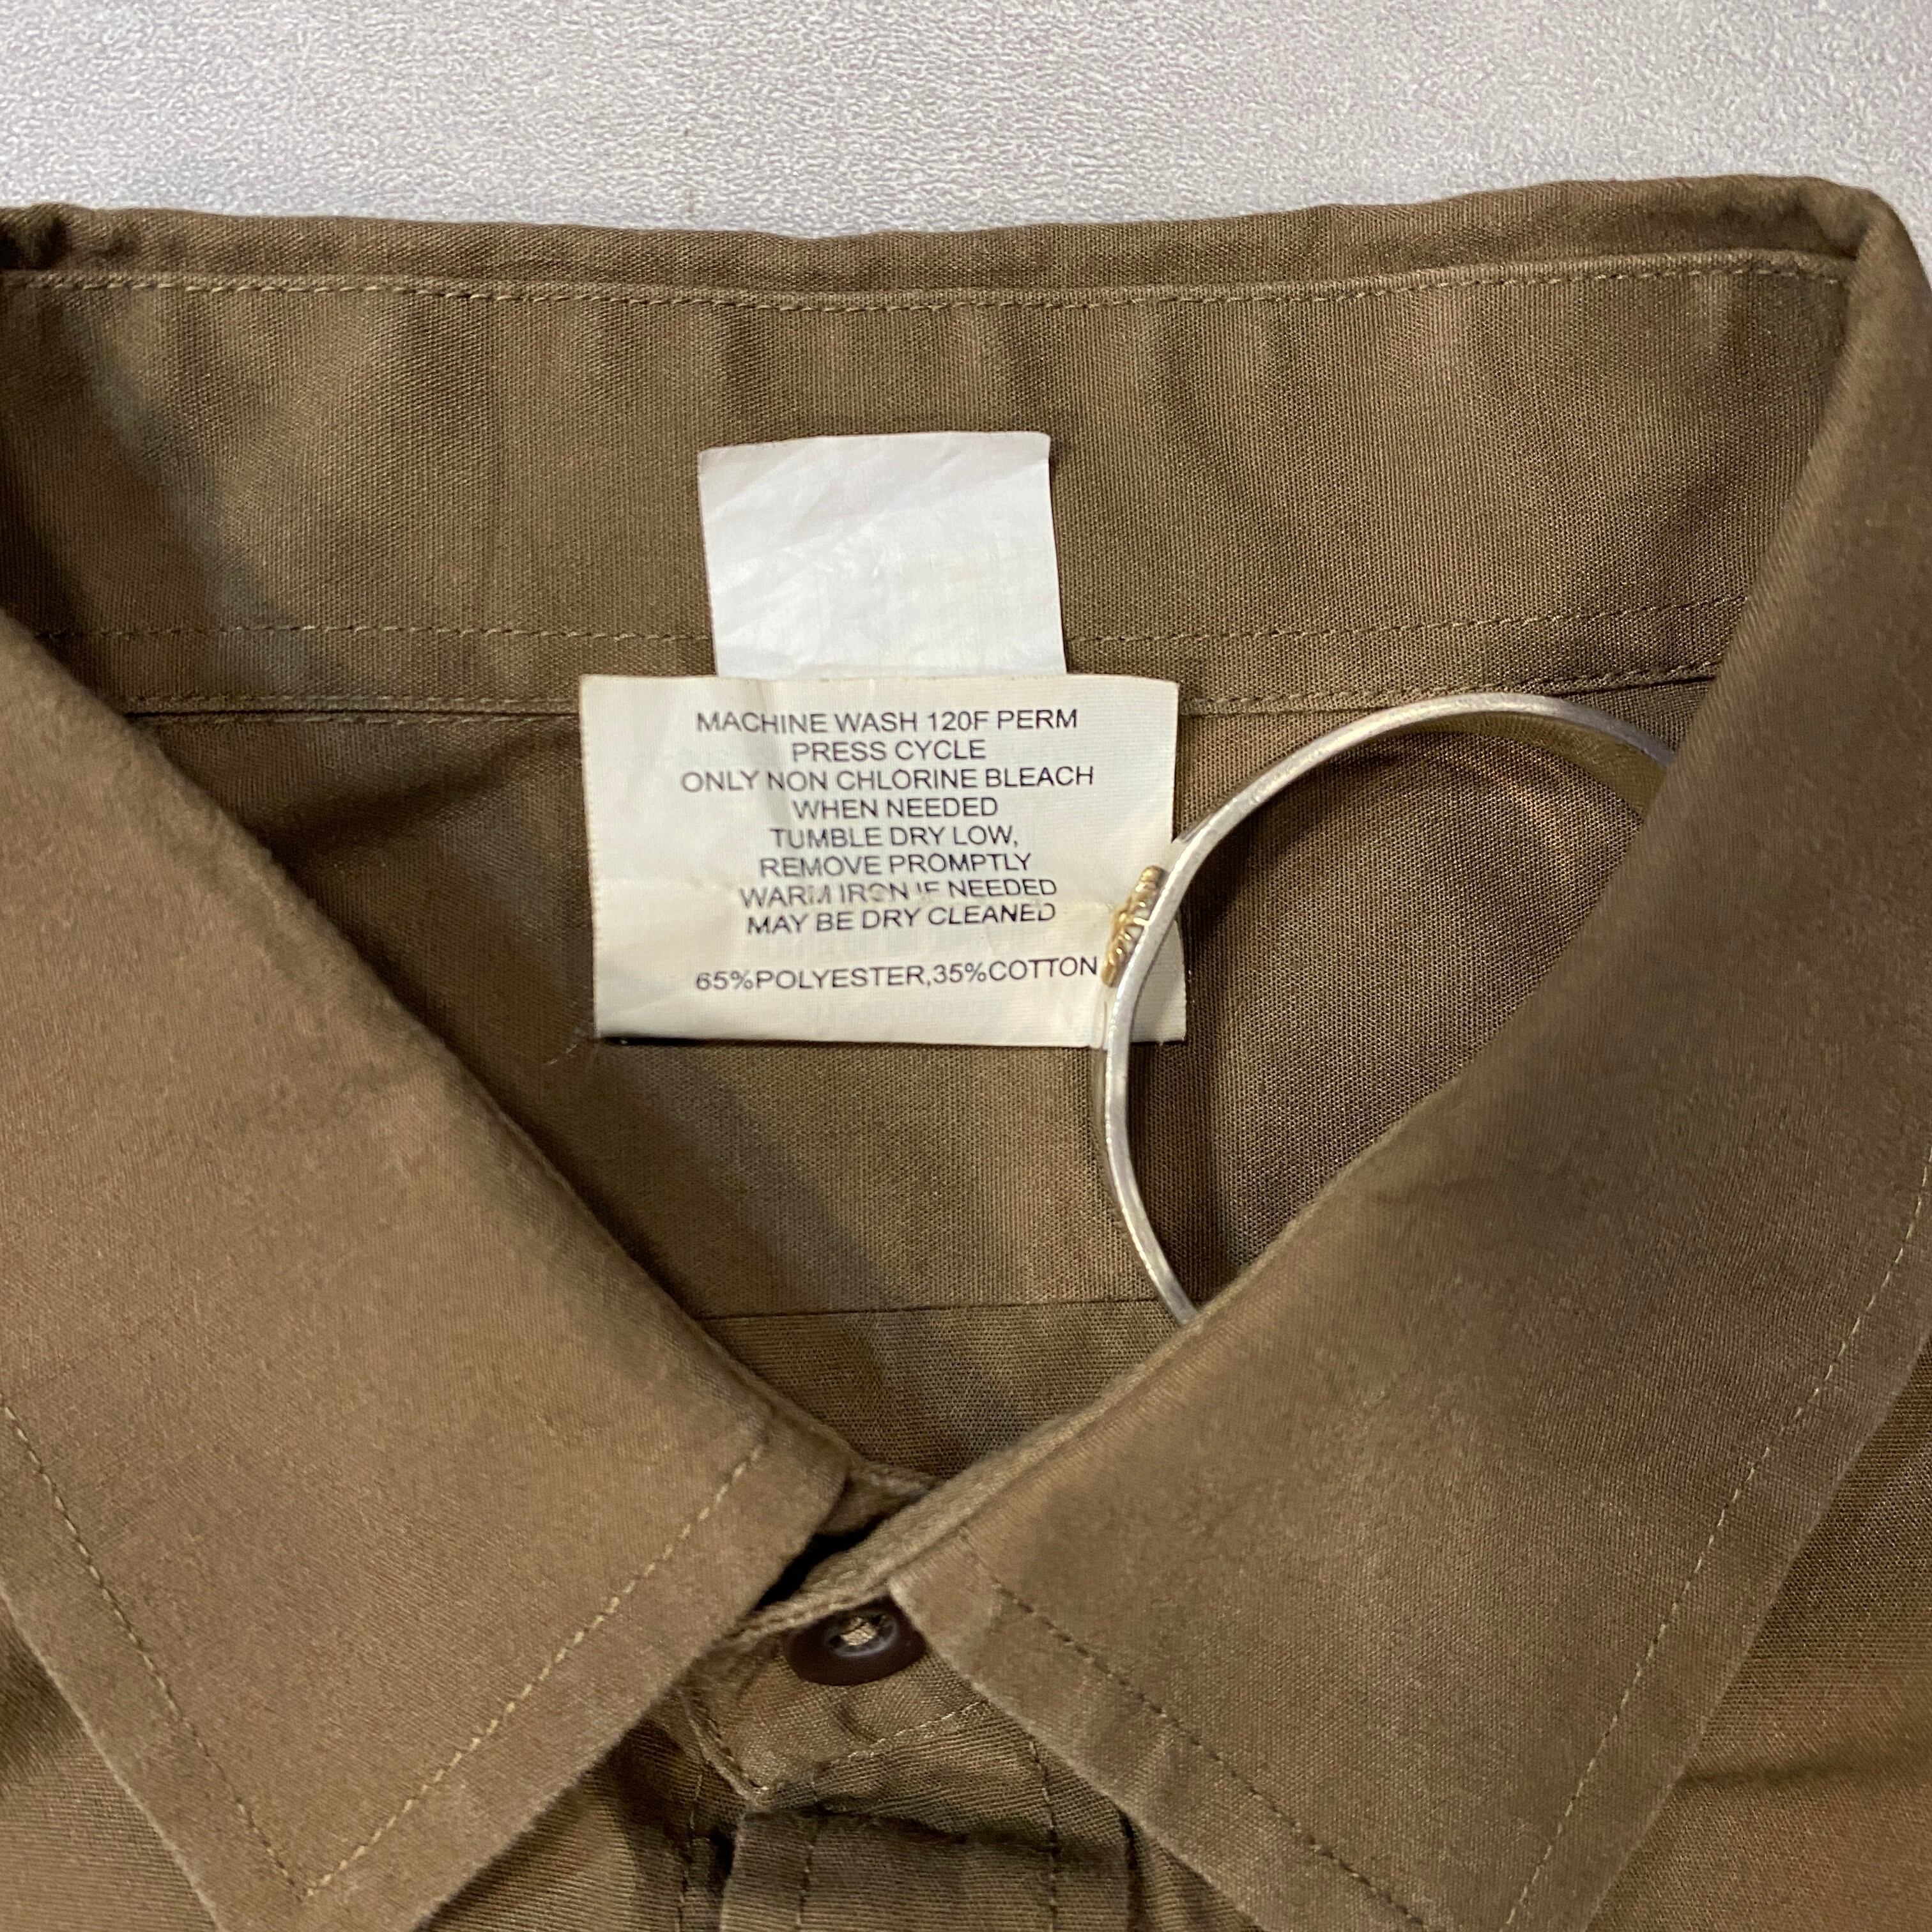 MACHINE WASH 120F PERM
PRESS CYCLE
ONLY NON CHLORINE BLEACH
WHEN NEEDED
TUMBLE DRY LOW,
REMOVE PROMPTLY
WARM IRON IF NEEDED
MAY BE DRY CLEANED
65%POLYESTER,35%COTTON